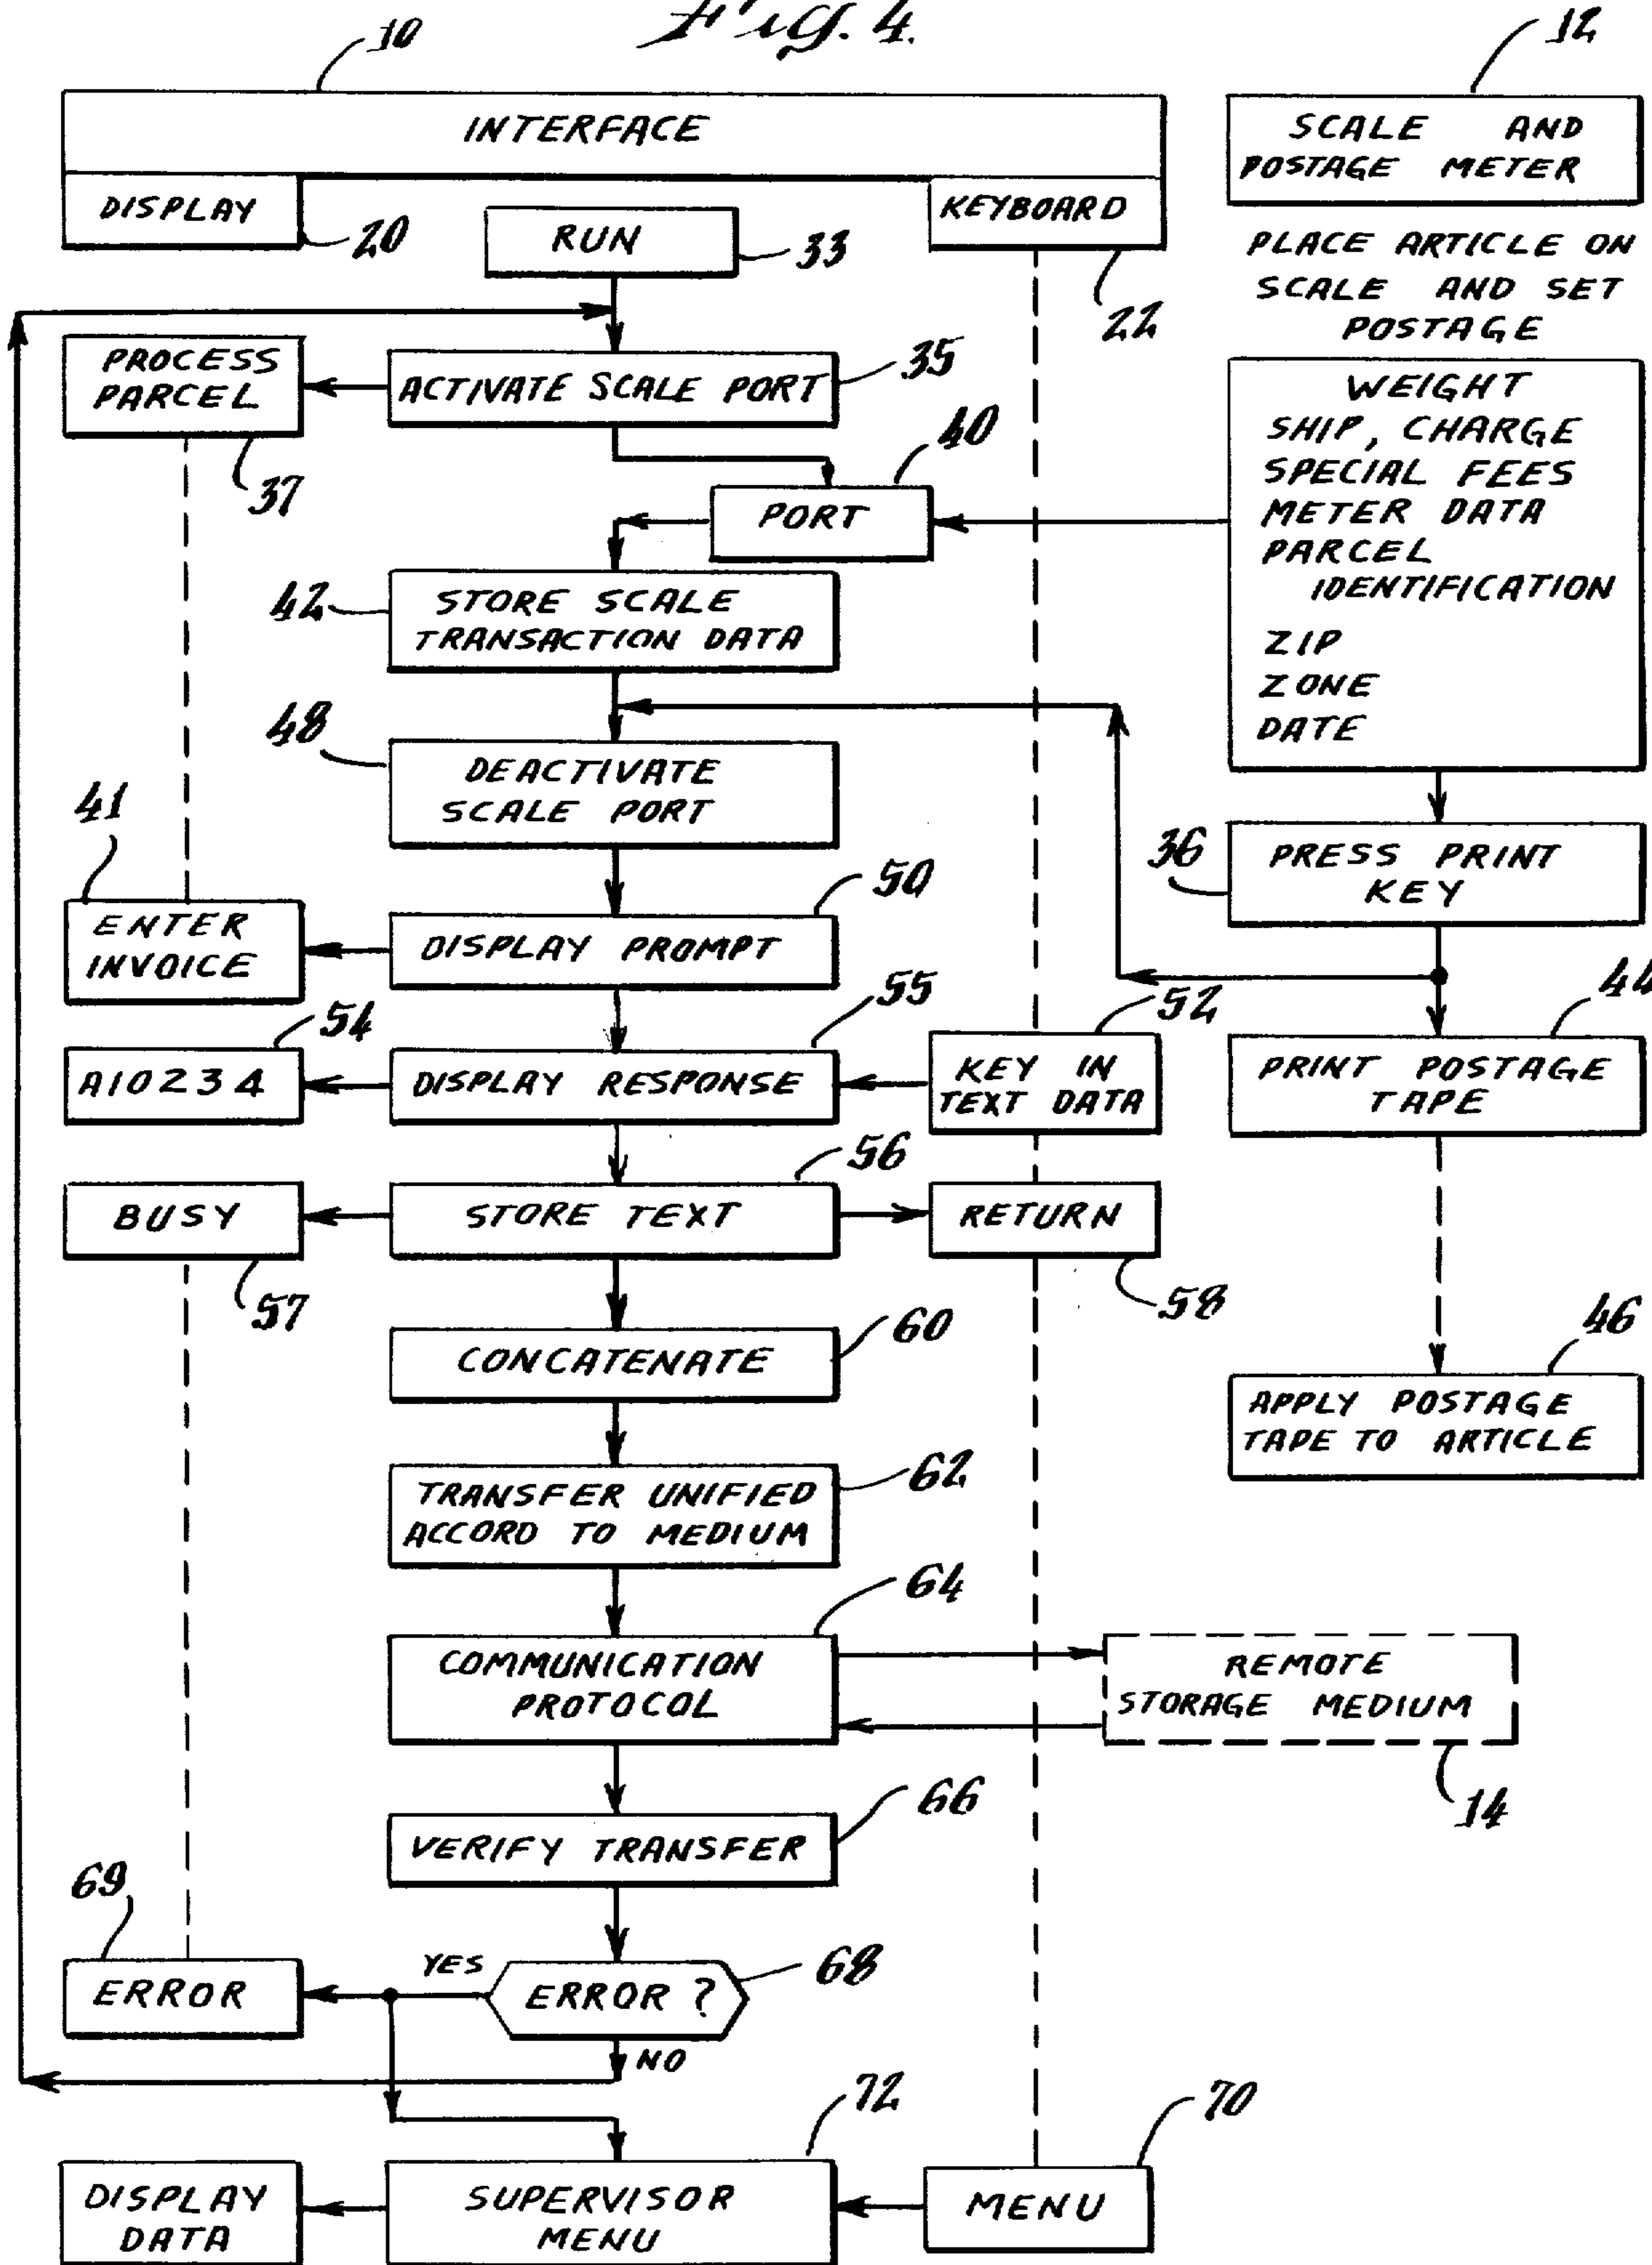 Fig. 4.
10
12
INTERFACE
SCALE AND
POSTAGE METER
DISPLAY
20
RUN
33
KEYBOARD
22
PLACE ARTICLE ON
SCALE AND SET
POSTAGE
PROCESS
PARCEL
37
ACTIVATE SCALE PORT
35
40
PORT
WEIGHT
SHIP, CHARGE
SPECIAL FEES
METER DATA
PARCEL
IDENTIFICATION
ZIP
ZONE
DATE
42
STORE SCALE
TRANSACTION DATA
48
DEACTIVATE
SCALE PORT
36
PRESS PRINT
KEY
41
ENTER
INVOICE
50
DISPLAY PROMPT
54
A10234
55
DISPLAY RESPONSE
52
KEY IN
TEXT DATA
44
PRINT POSTAGE
TAPE
BUSY
57
56
STORE TEXT
RETURN
58
60
CONCATENATE
46
APPLY POSTAGE
TAPE TO ARTICLE
62
TRANSFER UNIFIED
ACCORD TO MEDIUM
64
COMMUNICATION
PROTOCOL
REMOTE
STORAGE MEDIUM
14
66
VERIFY TRANSFER
69
ERROR
YES
ERROR ?
68
NO
72
70
DISPLAY
DATA
SUPERVISOR
MENU
MENU